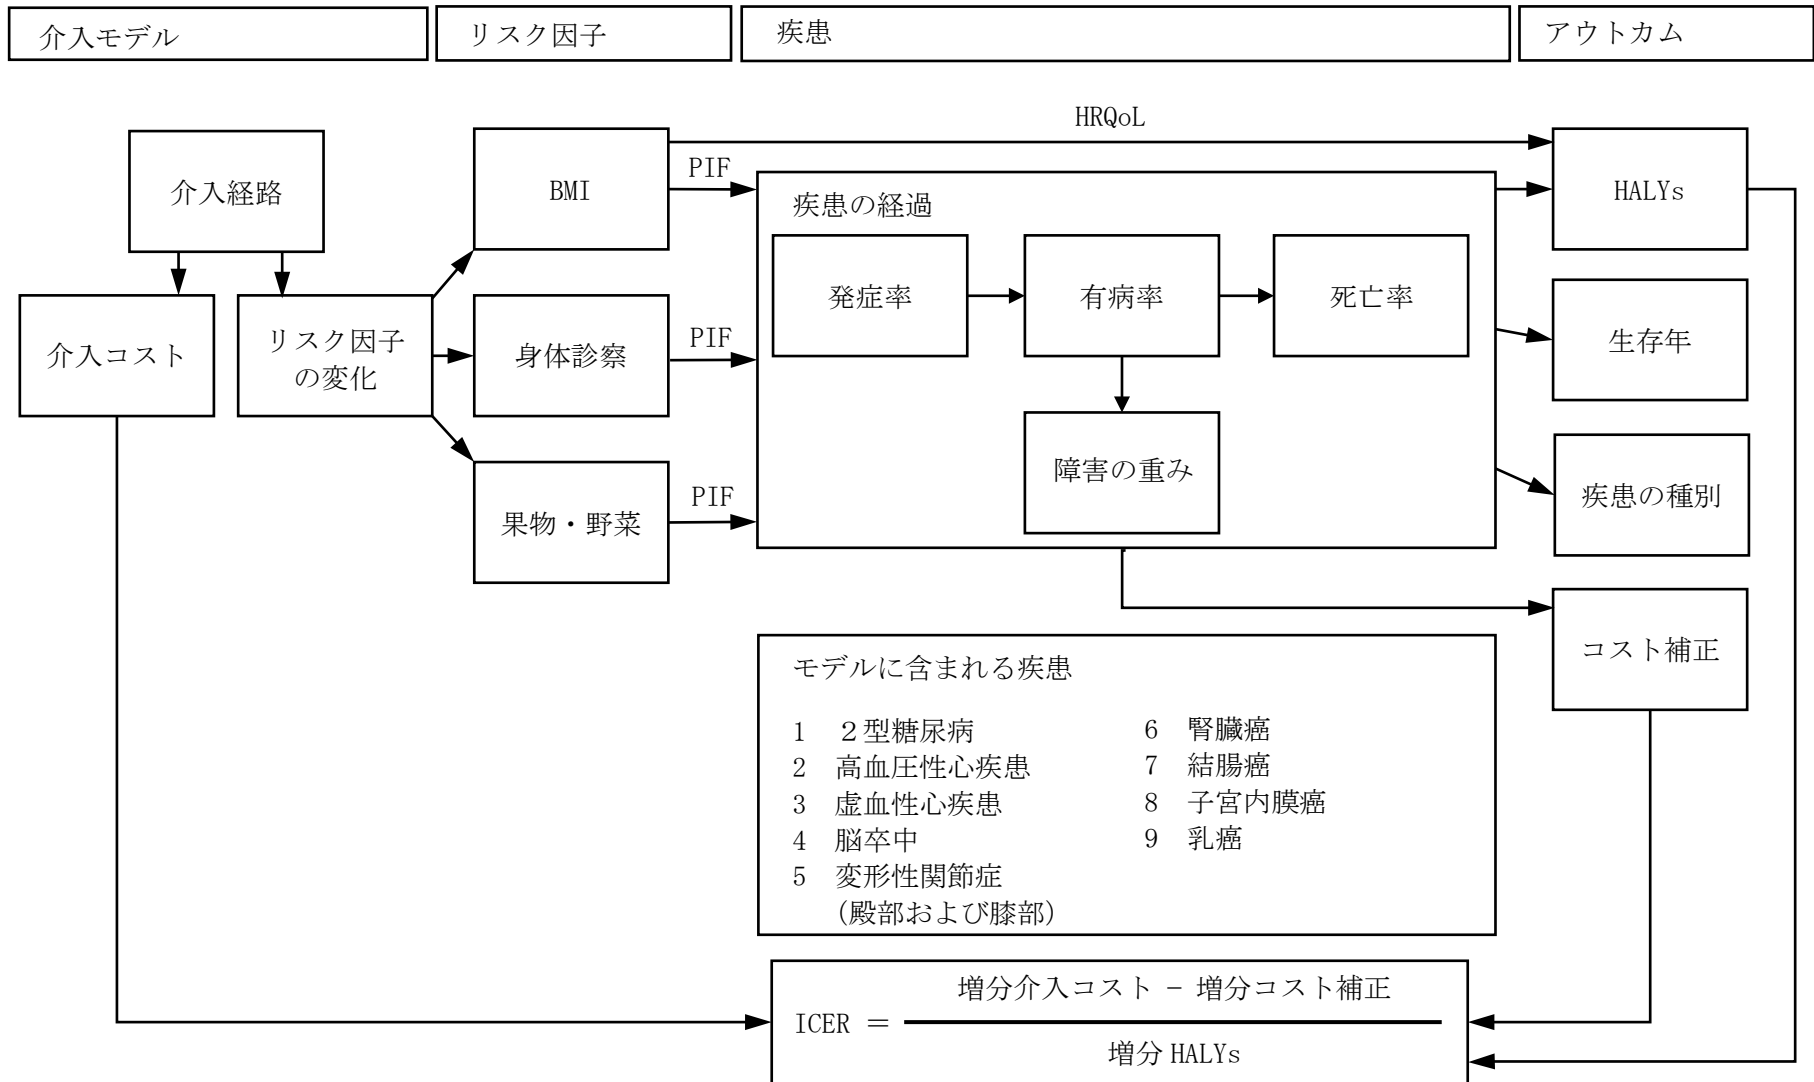 介入モデル
リスク因子
疾患
アウトカム
HRQoL
介入経路
BMI
PIF
HALYs
疾患の経過
発症率
有病率
死亡率
介入コスト
リスク因子
の変化
身体診察
PIF
生存年
障害の重み
果物・野菜
PIF
疾患の種別
コスト補正
モデルに含まれる疾患
1 ２型糖尿病
2 高血圧性心疾患
3 虚血性心疾患
4 脳卒中
5 変形性関節症
(殿部および膝部)
6 腎臓癌
7 結腸癌
8 子宮内膜癌
9 乳癌
増分介入コスト − 増分コスト補正
ICER ＝
増分 HALYs